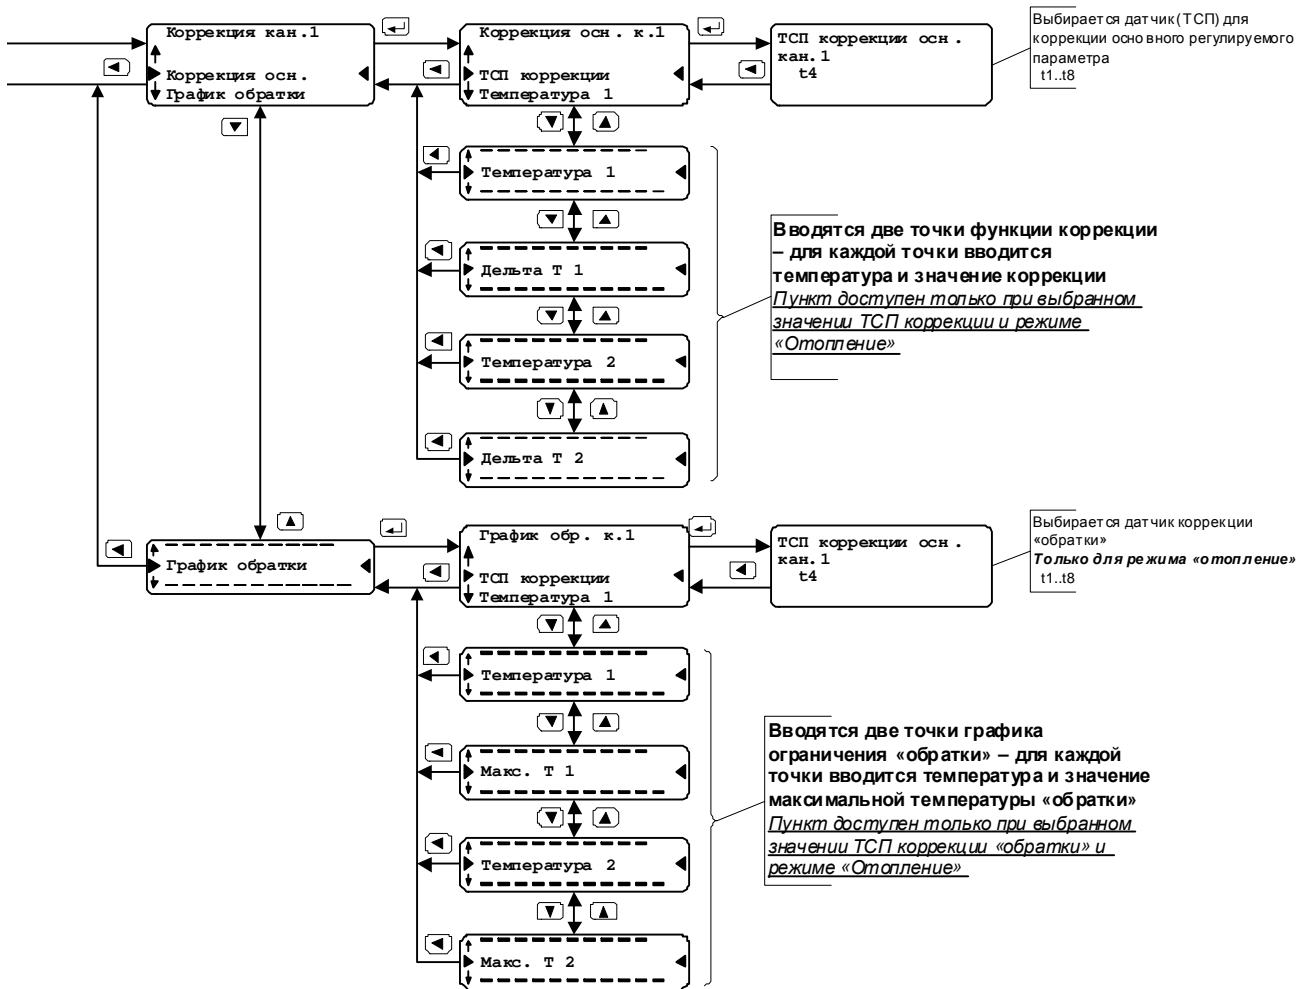 Коррекция кан.1
Коррекция осн.
График обратки
Коррекция осн. к.1
ТСП коррекции
Температура 1
ТСП коррекции осн.
кан.1
t4
Выбирается датчик (ТСП) для
коррекции основного регулируемого
параметра
t1..t8
Температура 1
Дельта Т 1
Температура 2
Дельта Т 2
Вводятся две точки функции коррекции
– для каждой точки вводится
температура и значение коррекции
Пункт доступен только при выбранном
значении ТСП коррекции и режиме
«Отопление»
График обратки
График обр. к.1
ТСП коррекции
Температура 1
ТСП коррекции осн.
кан.1
t4
Выбирается датчик коррекции
«обратки»
Только для режима «отопление»
t1..t8
Температура 1
Макс. Т 1
Температура 2
Макс. Т 2
Вводятся две точки графика
ограничения «обратки» – для каждой
точки вводится температура и значение
максимальной температуры «обратки»
Пункт доступен только при выбранном
значении ТСП коррекции «обратки» и
режиме «Отопление»